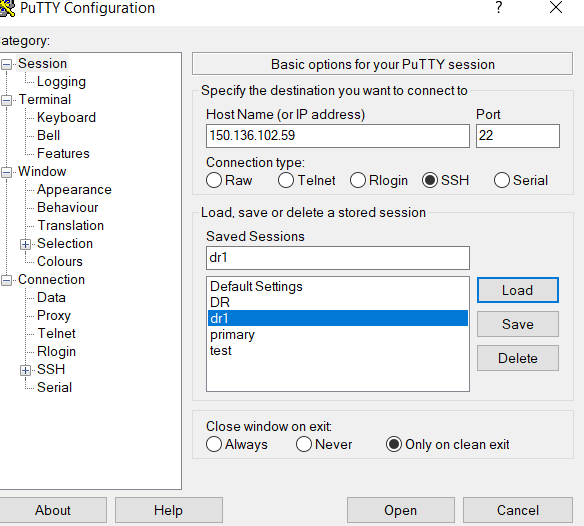 PuTTY Configuration
?
ategory:
Session
Logging
Terminal
Keyboard
Bell
Features
Window
Appearance
Behaviour
Translation
Selection
Colours
Connection
Data
Proxy
Telnet
Rlogin
SSH
Serial
Basic options for your PuTTY session
Specify the destination you want to connect to
Host Name (or IP address) Port
150.136.102.59 22
Connection type:
Raw Telnet Rlogin SSH Serial
Load, save or delete a stored session
Saved Sessions
dr1
Default Settings
DR
dr1
primary
test
Load
Save
Delete
Close window on exit:
Always Never Only on clean exit
About Help Open Cancel